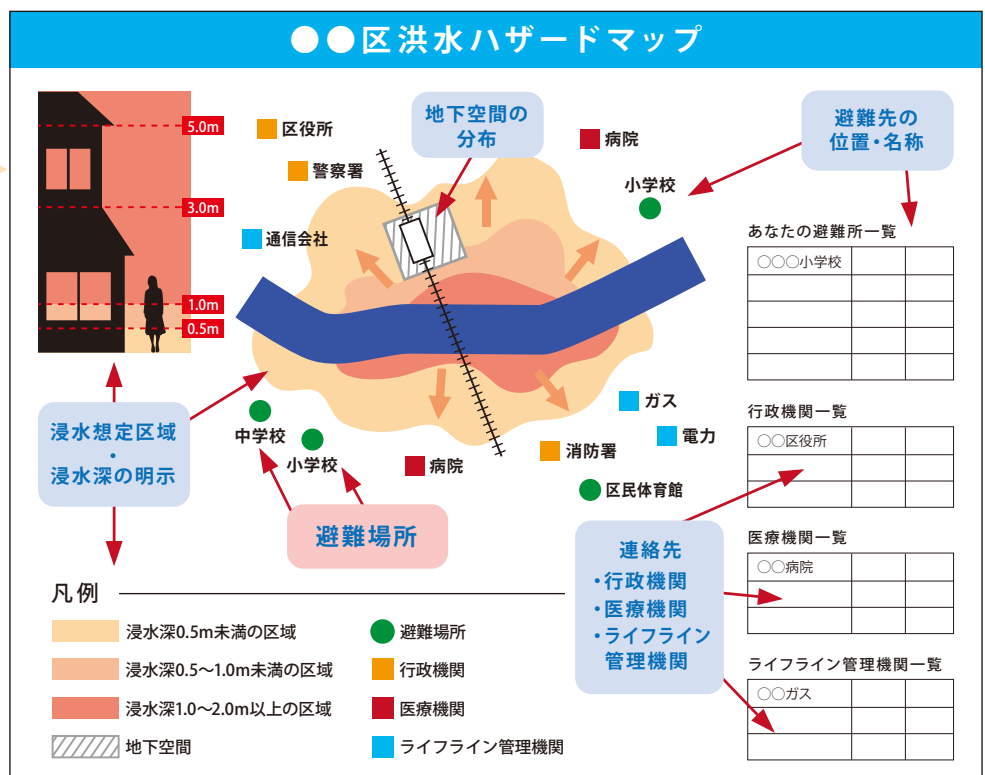 ●●区洪水ハザードマップ
5.0m
3.0m
1.0m
0.5m
区役所
警察署
通信会社
地下空間の
分布
病院
小学校
避難先の
位置・名称
浸水想定区域
・
浸水深の明示
中学校
小学校
避難場所
病院
消防署
ガス
電力
区民体育館
連絡先
・行政機関
・医療機関
・ライフライン
管理機関
あなたの避難所一覧
○○○小学校
行政機関一覧
○○区役所
医療機関一覧
○○病院
ライフライン管理機関一覧
○○ガス
凡例
浸水深0.5m未満の区域
浸水深0.5〜1.0m未満の区域
浸水深1.0〜2.0m以上の区域
地下空間
避難場所
行政機関
医療機関
ライフライン管理機関